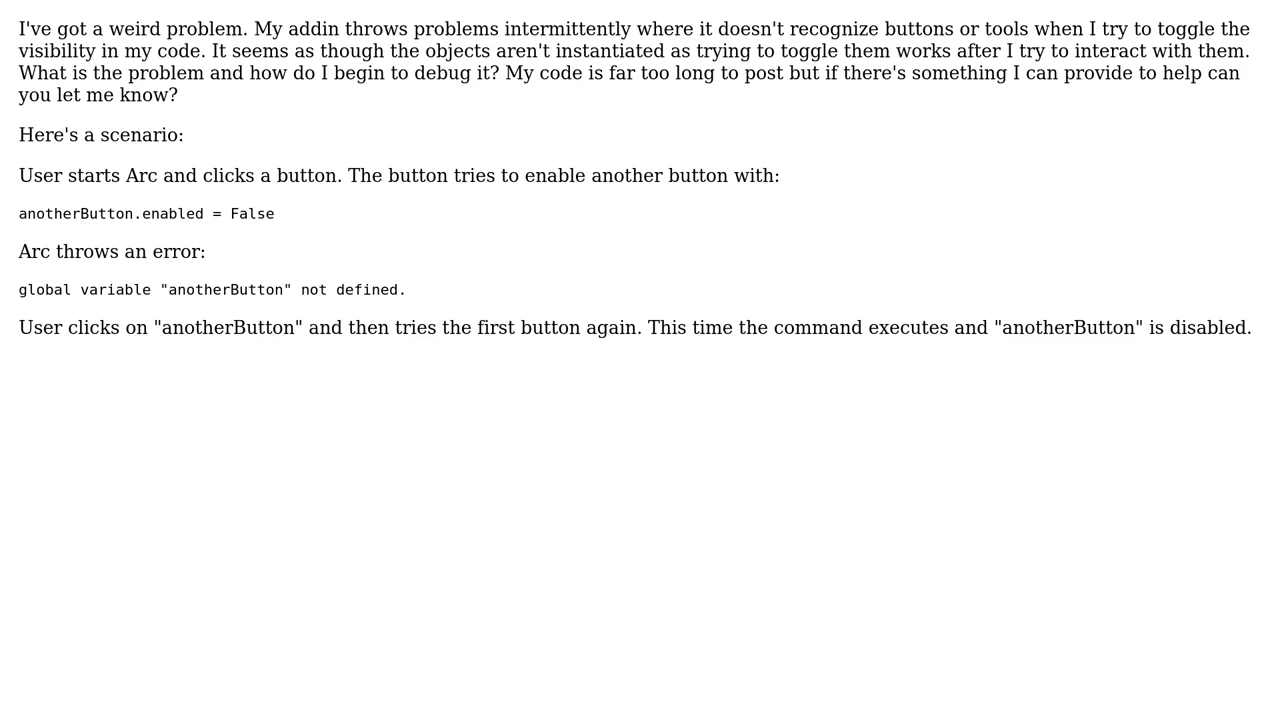 I've got a weird problem. My addin throws problems intermittently where it doesn't recognize buttons or tools when I try to toggle the
visibility in my code. It seems as though the objects aren't instantiated as trying to toggle them works after I try to interact with them.
What is the problem and how do I begin to debug it? My code is far too long to post but if there's something I can provide to help can
you let me know?
Here's a scenario:
User starts Arc and clicks a button. The button tries to enable another button with:
anotherButton.enabled = False
Arc throws an error:
global variable "anotherButton" not defined.
User clicks on "anotherButton" and then tries the first button again. This time the command executes and "anotherButton" is disabled.